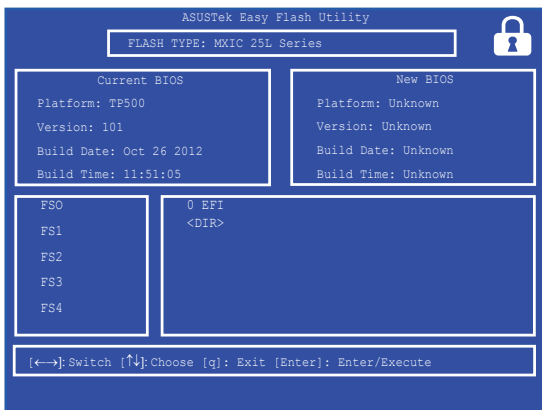 ASUSTek Easy Flash Utility
FLASH TYPE: MXIC 25L Series
Current BIOS
Platform: TP500
Version: 101
Build Date: Oct 26 2012
Build Time: 11:51:05
New BIOS
Platform: Unknown
Version: Unknown
Build Date: Unknown
Build Time: Unknown
FSO
FS1
FS2
FS3
FS4
0 EFI
<DIR>
[←→]: Switch [↑↓]: Choose [q]: Exit [Enter]: Enter/Execute